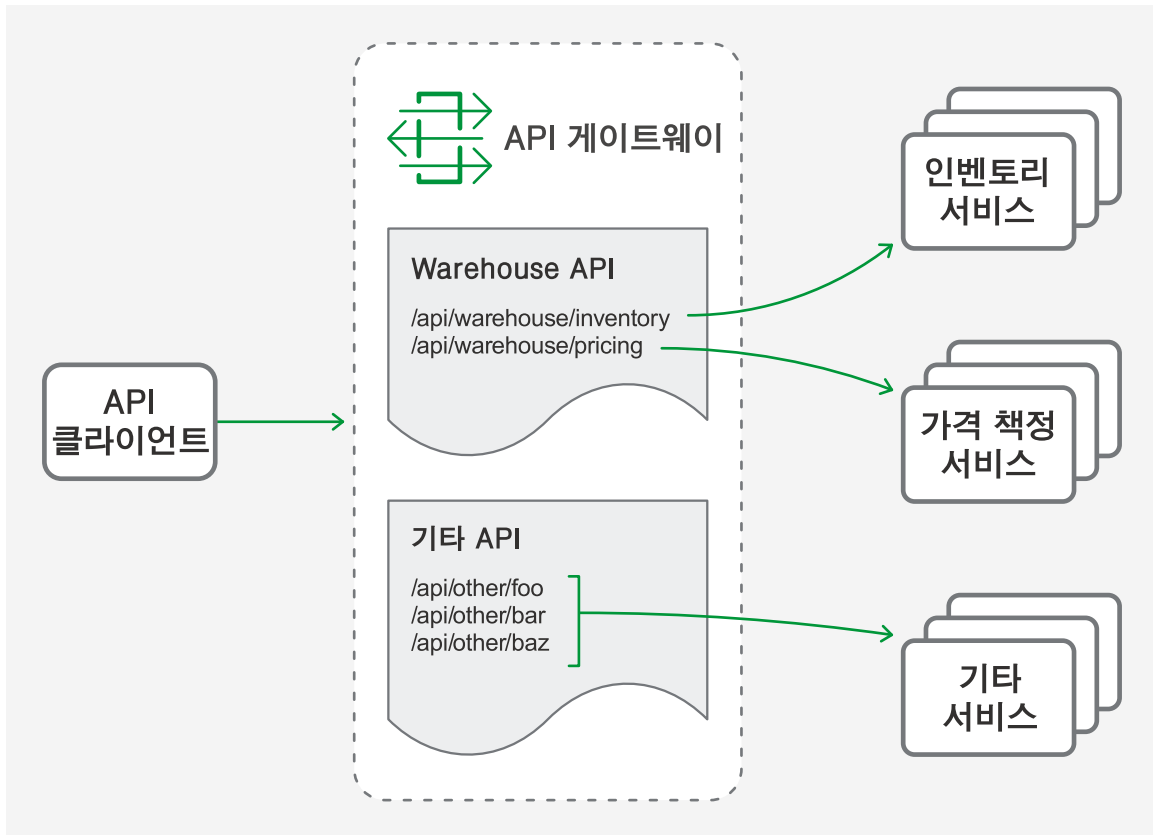 API 게이트웨이
Warehouse API
/api/warehouse/inventory
/api/warehouse/pricing
API
클라이언트
기타 API
/api/other/foo
/api/other/bar
/api/other/baz
인벤토리
서비스
가격 책정
서비스
기타
서비스